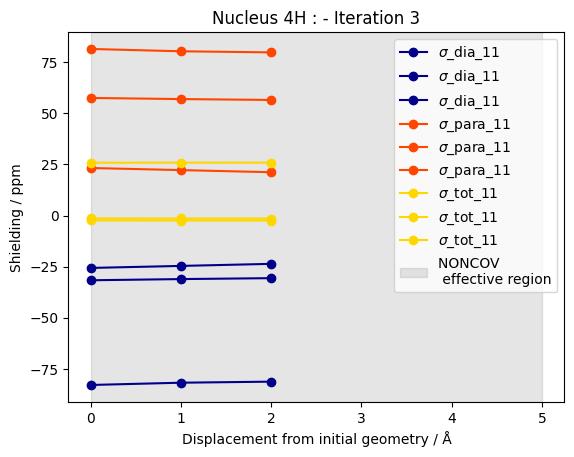 Nucleus 4H : - Iteration 3
Shielding / ppm
75
50
25
0
−25
−50
−75
σ_dia_11
σ_dia_11
σ_dia_11
σ_para_11
σ_para_11
σ_para_11
σ_tot_11
σ_tot_11
σ_tot_11
NONCOV
effective region
0 1 2 3 4 5
Displacement from initial geometry / Å